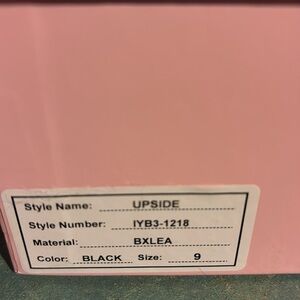 Style Name: UPSIDE
Style Number: IYB3-1218
Material: BXLEA
Color: BLACK Size: 9